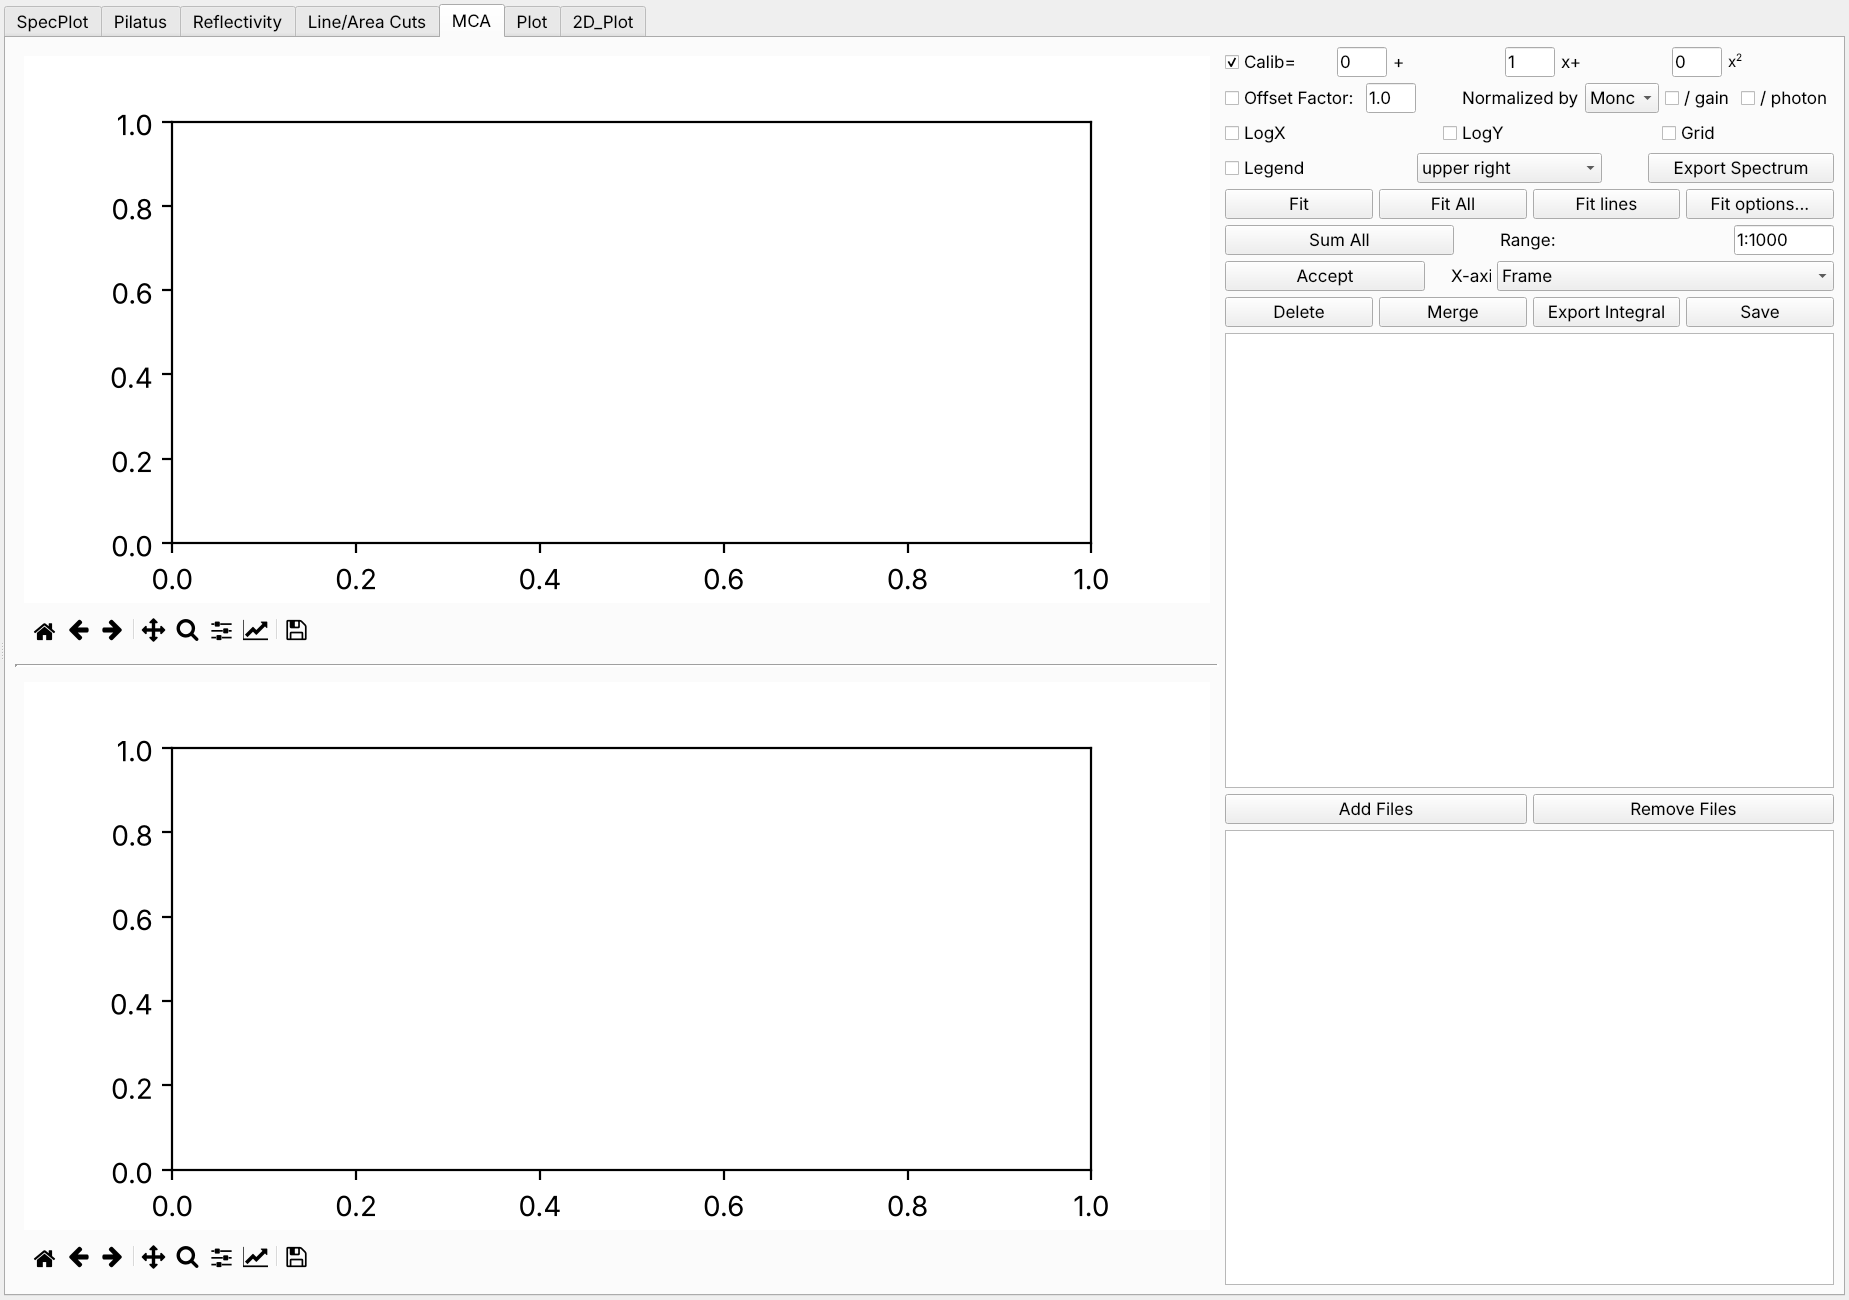 SpecPlot Pilatus Reflectivity Line/Area Cuts MCA Plot 2D_Plot
Calib= 0 + 1 x+ 0 x²
Offset Factor: 1.0 Normalized by Monc / gain / photon
LogX LogY Grid
Legend upper right Export Spectrum
Fit Fit All Fit lines Fit options...
Sum All Range: 1:1000
Accept X-axi Frame
Delete Merge Export Integral Save
Add Files Remove Files
1.0
0.8
0.6
0.4
0.2
0.0
0.0 0.2 0.4 0.6 0.8 1.0
1.0
0.8
0.6
0.4
0.2
0.0
0.0 0.2 0.4 0.6 0.8 1.0